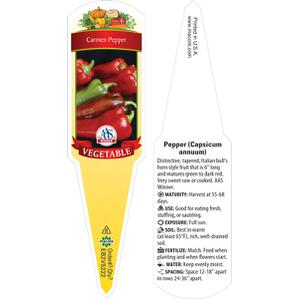 Carmen Pepper
AAS
WINNER
VEGETABLE
Printed in U.S.A.
Pepper (Capsicum
annuum)
Distinctive, tapered, Italian bull's
horn style fruit that is 6" long
and matures green to dark red.
Very sweet raw or cooked. AAS
Winner.
MATURITY: Harvest at 55-68
days.
USE: Good for eating fresh,
stuffing, or sautéing.
EXPOSURE: Full sun.
SOIL: Best in warm
(at least 65°F), rich, well-drained
soil.
FERTILIZE: Mulch. Feed when
planting and when flowers start.
WATER: Keep evenly moist.
SPACING: Space 12-18" apart
in rows 24-36" apart.